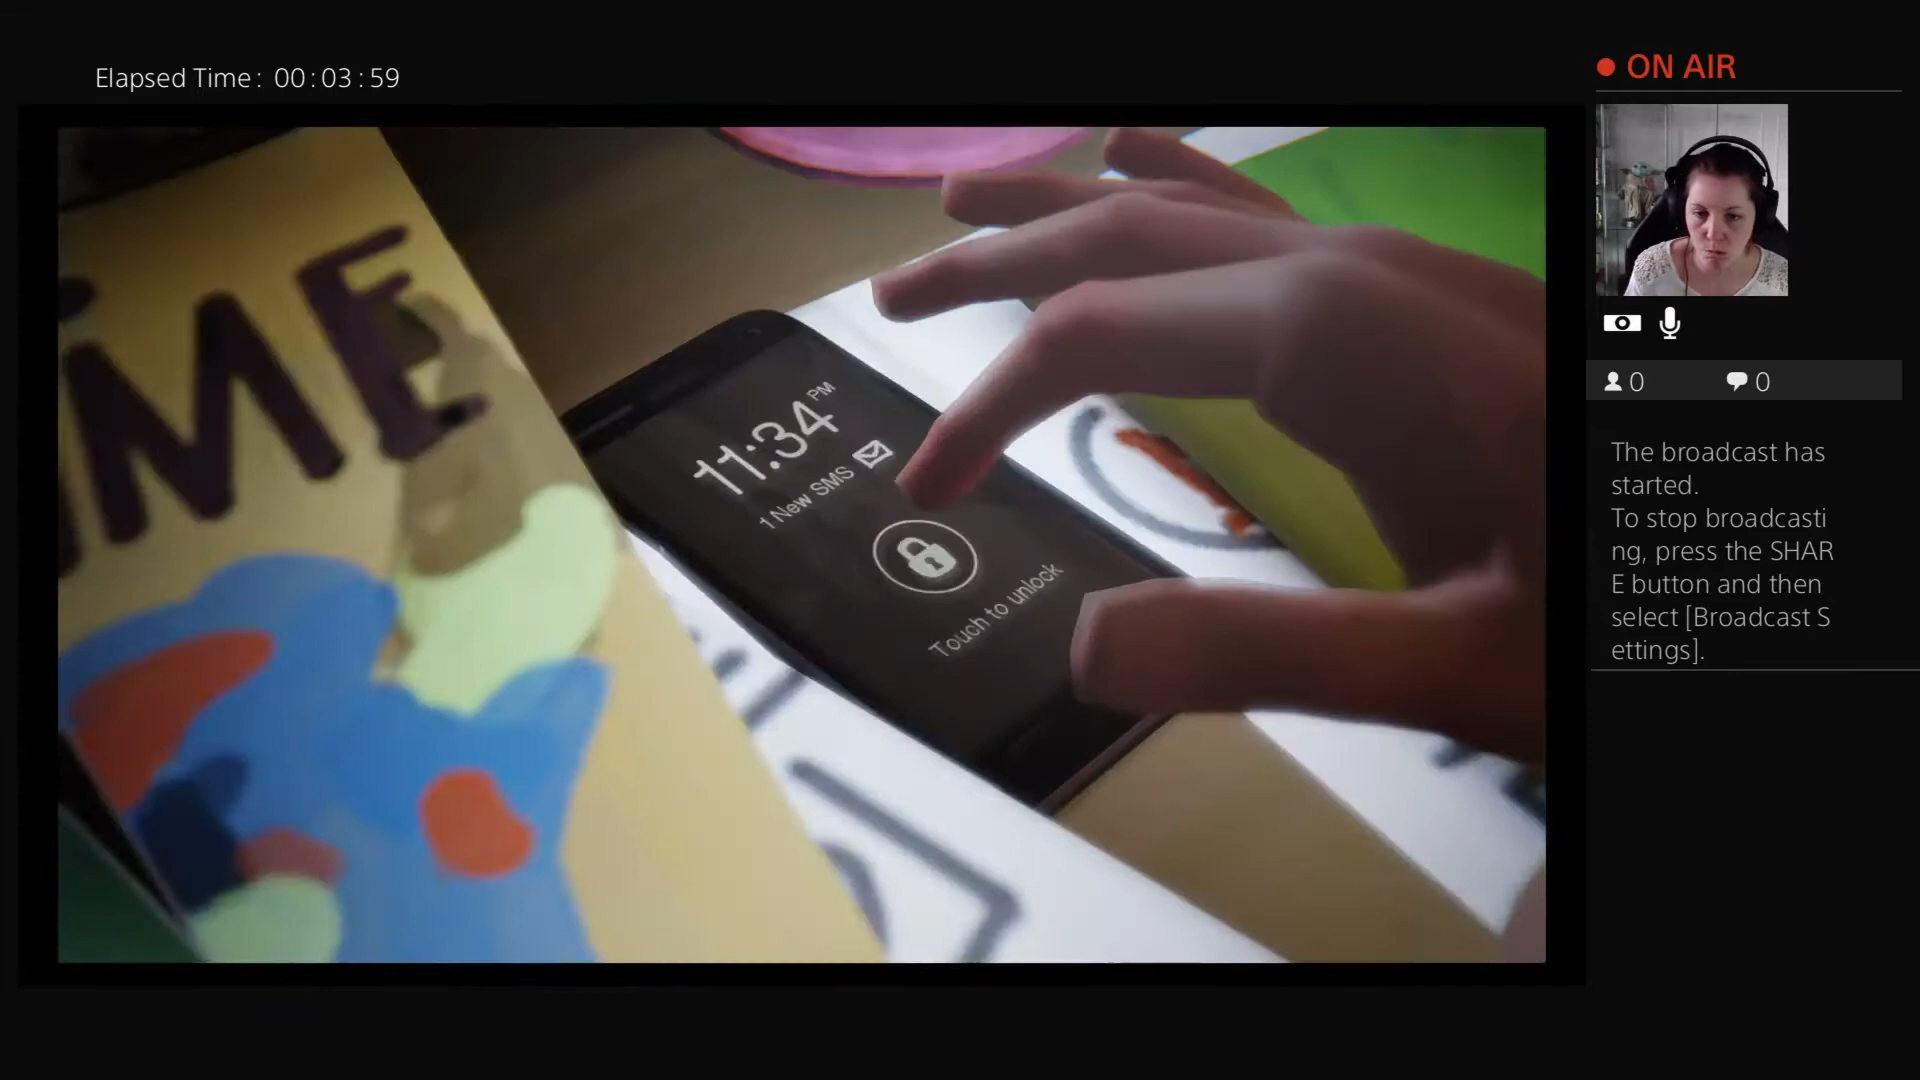 Elapsed Time: 00:03:59
ON AIR
0 0
The broadcast has
started.
To stop broadcasti
ng, press the SHAR
E button and then
select [Broadcast S
ettings].
11:34 PM
1 New SMS
Touch to unlock